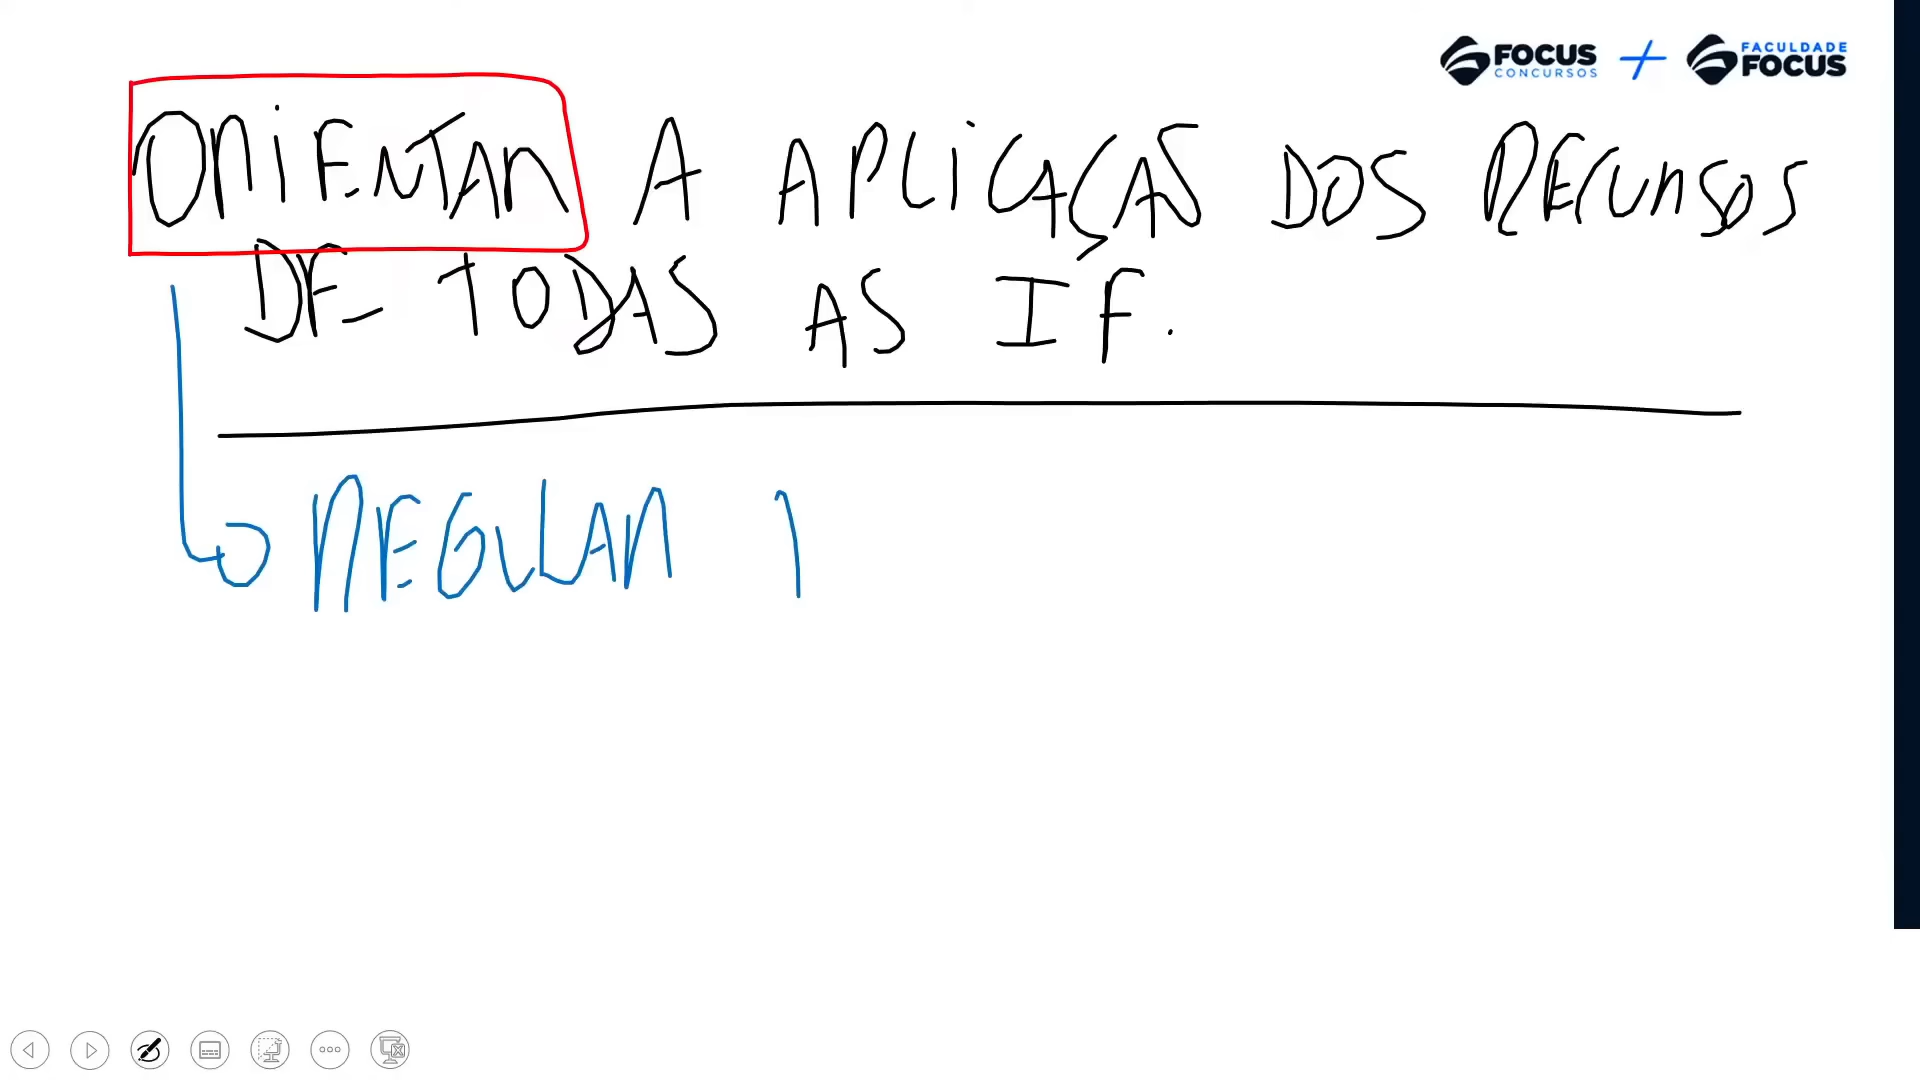 FOCUS CONCURSOS + FACULDADE FOCUS
ORIENTAR A APLICAÇÃO DOS RECURSOS
DE TODAS AS IF.
REGULAR